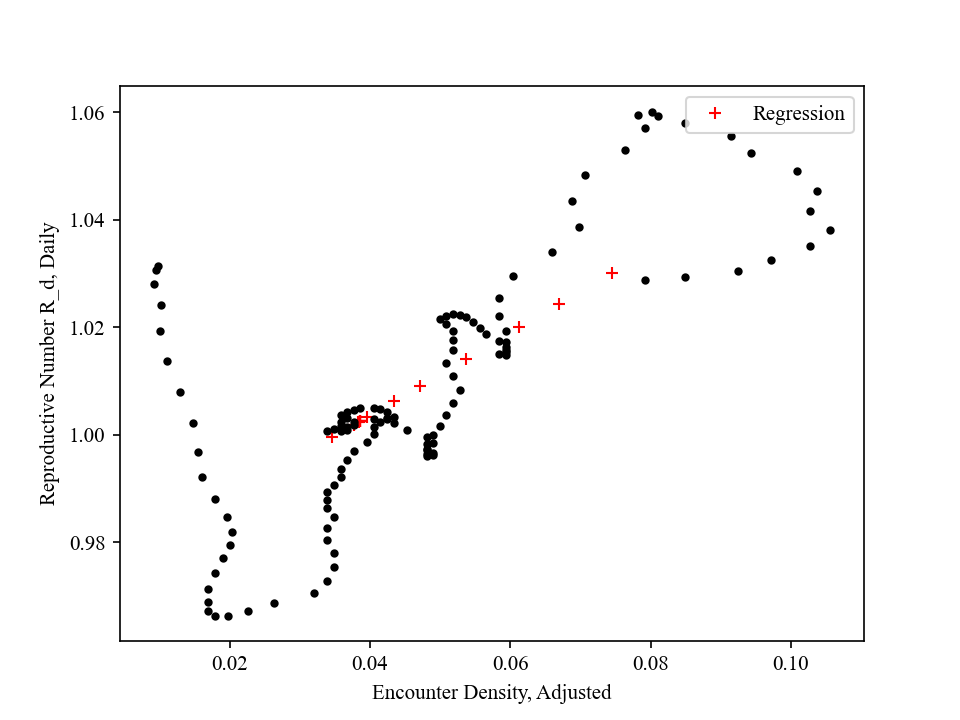 Regression
1.06
1.04
1.02
1.00
0.98
Reproductive Number R_d, Daily
0.02 0.04 0.06 0.08 0.10
Encounter Density, Adjusted